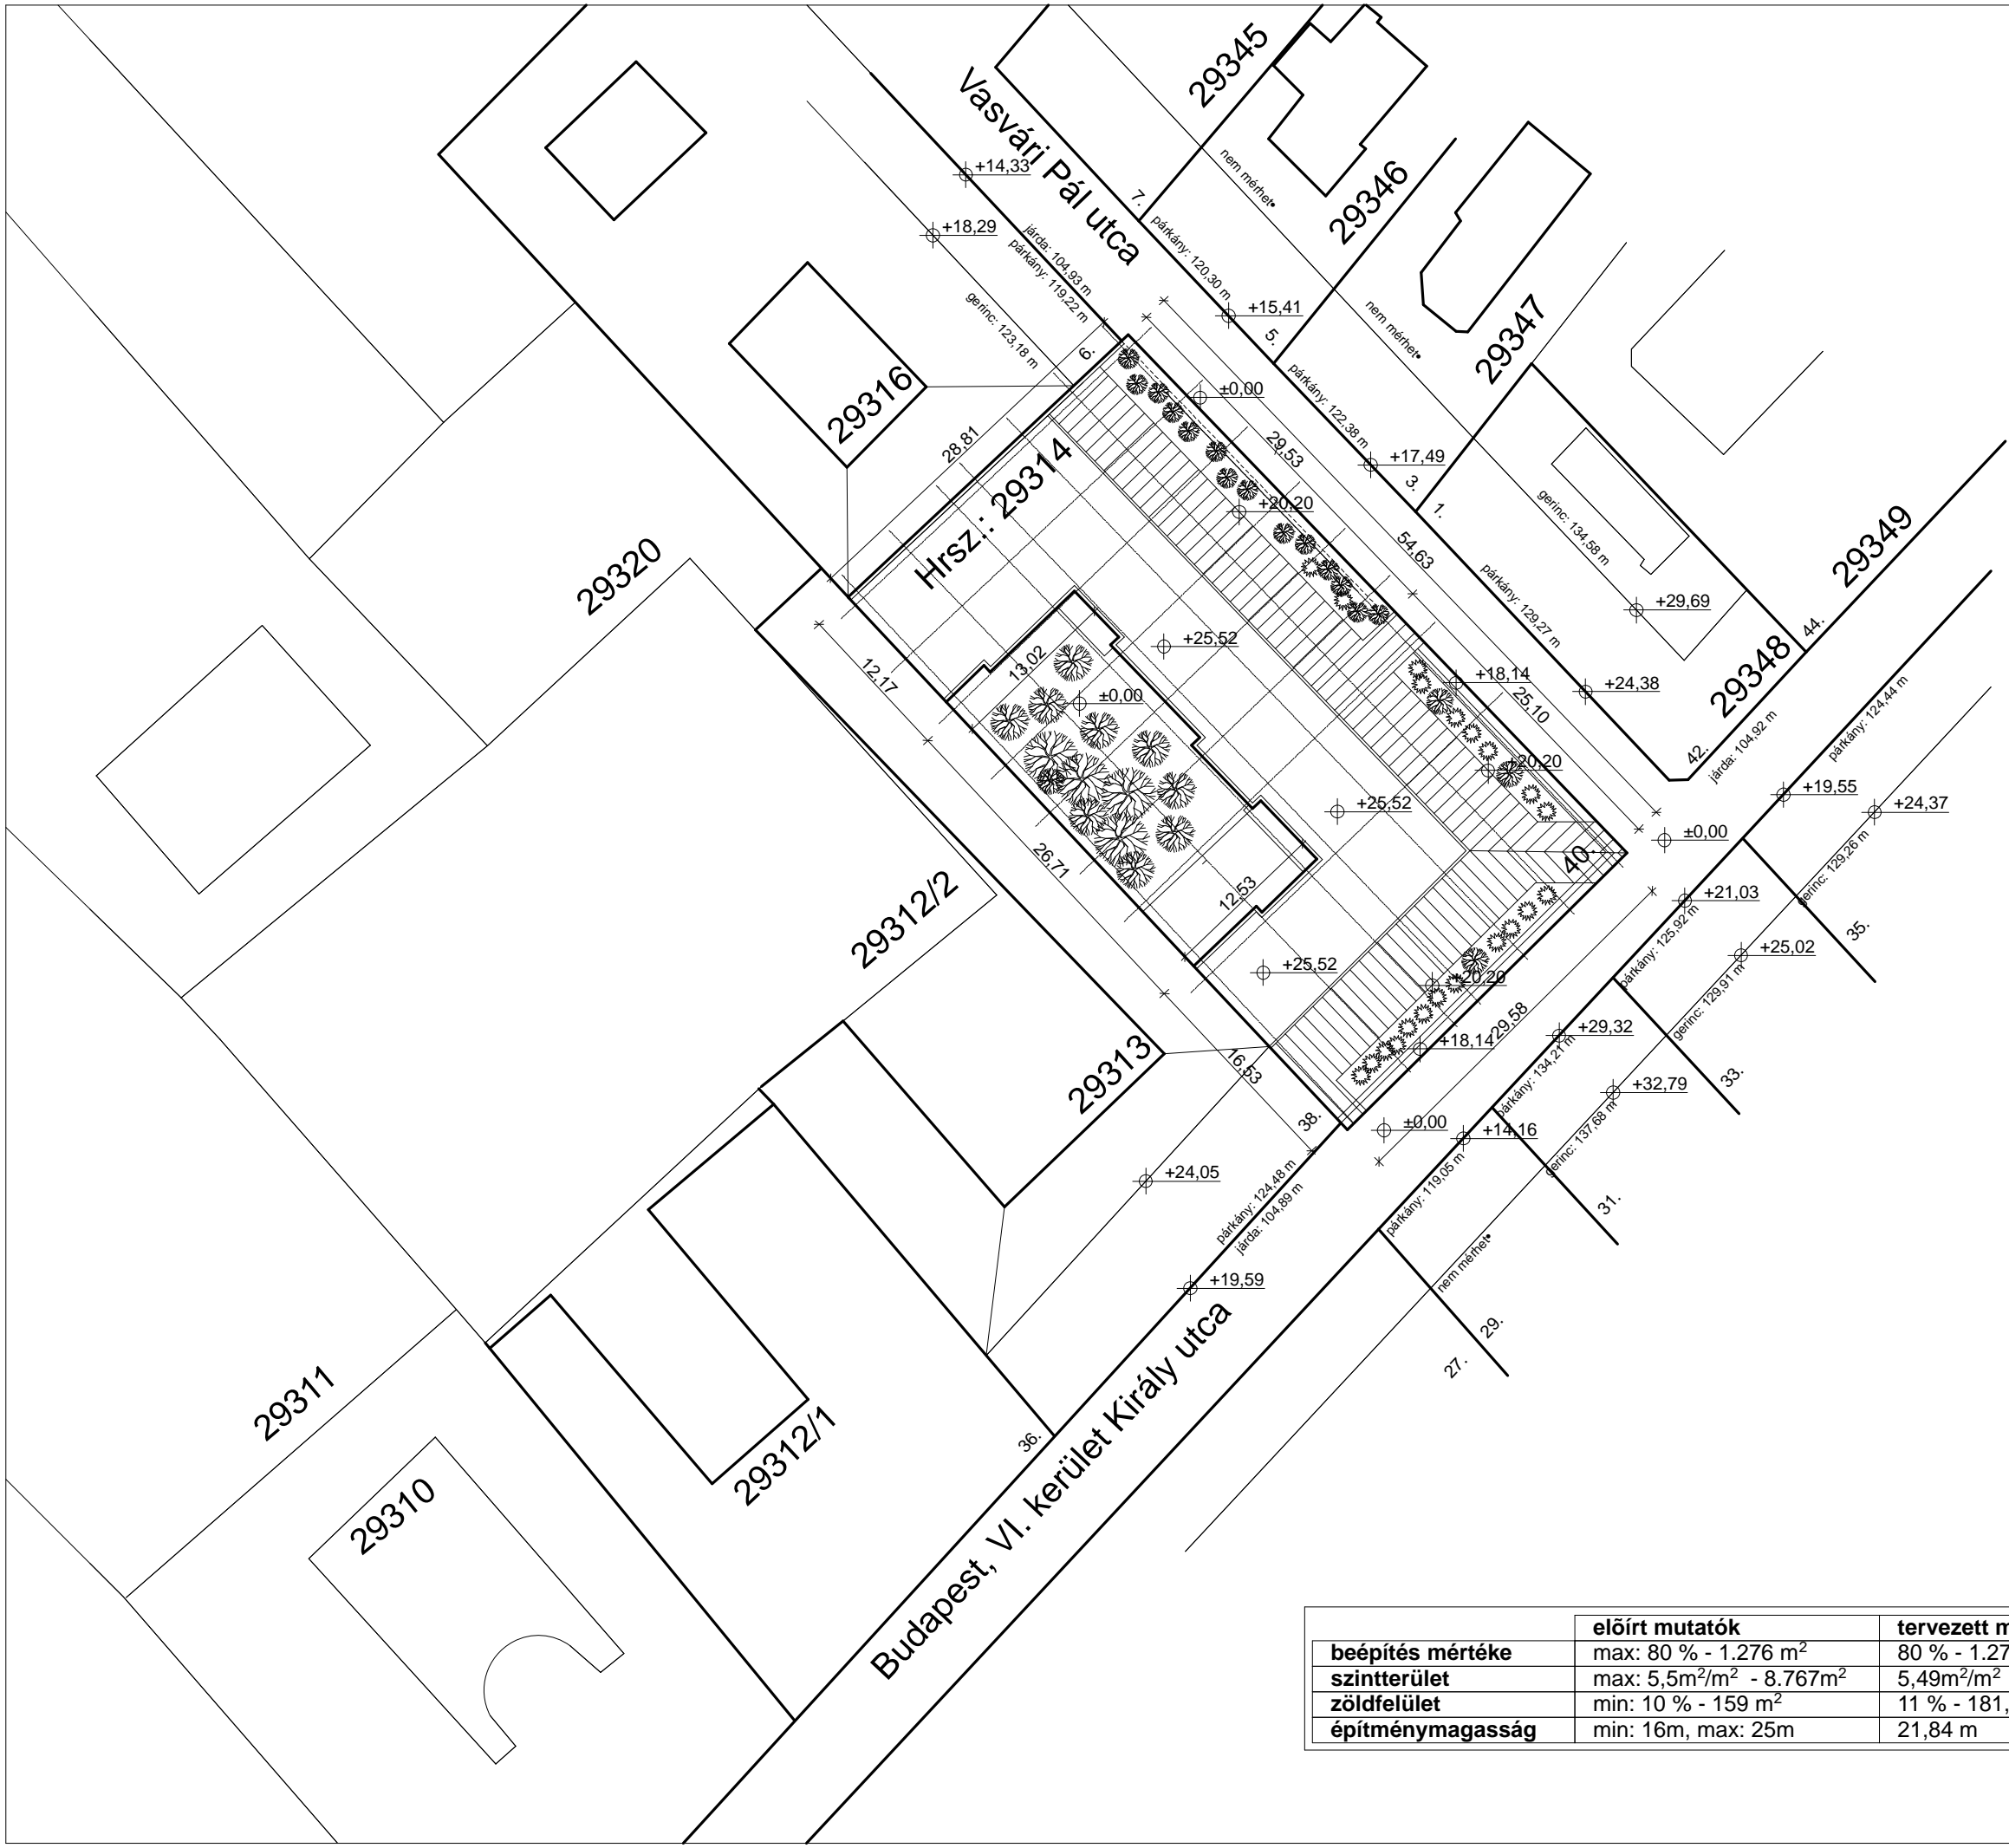 29345
Vasvári Pál utca
+14,33
29346
nem mérhet•
7.
+18,29
járda: 104,93 m
párkány: 119,22 m
párkány: 120,30 m
gerinc: 123,18 m
+15,41
nem mérhet•
29347
5.
6.
±0,00
29316
párkány: 122,38 m
28,81
29,53
+17,49
Hrsz.: 29314
3.
1.
gerinc: 134,58 m
+20,20
54,63
29349
29320
párkány: 129,27 m
+29,69
44.
+25,52
13,02
12,17
+18,14
29348
+24,38
±0,00
25,10
42.
járda: 104,92 m
párkány: 124,44 m
+20,20
+19,55
+24,37
+25,52
±0,00
26,71
40.
gerinc: 129,26 m
12,53
29312/2
+21,03
35.
párkány: 125,92 m
+25,02
+25,52
+20,20
gerinc: 129,91 m
29,58
+29,32
+18,14
29313
16,53
párkány: 134,21 m
33.
+32,79
38.
±0,00
+14,16
gerinc: 137,68 m
+24,05
párkány: 124,48 m
járda: 104,89 m
párkány: 119,05 m
31.
nem mérhet•
+19,59
29.
27.
29311
29312/1
36.
29310
Budapest, VI. kerület Király utca
előírt mutatók tervezett m
beépítés mértéke max: 80 % - 1.276 m² 80 % - 1.27
szintterület max: 5,5m²/m² - 8.767m² 5,49m²/m²
zöldfelület min: 10 % - 159 m² 11 % - 181,
építménymagasság min: 16m, max: 25m 21,84 m